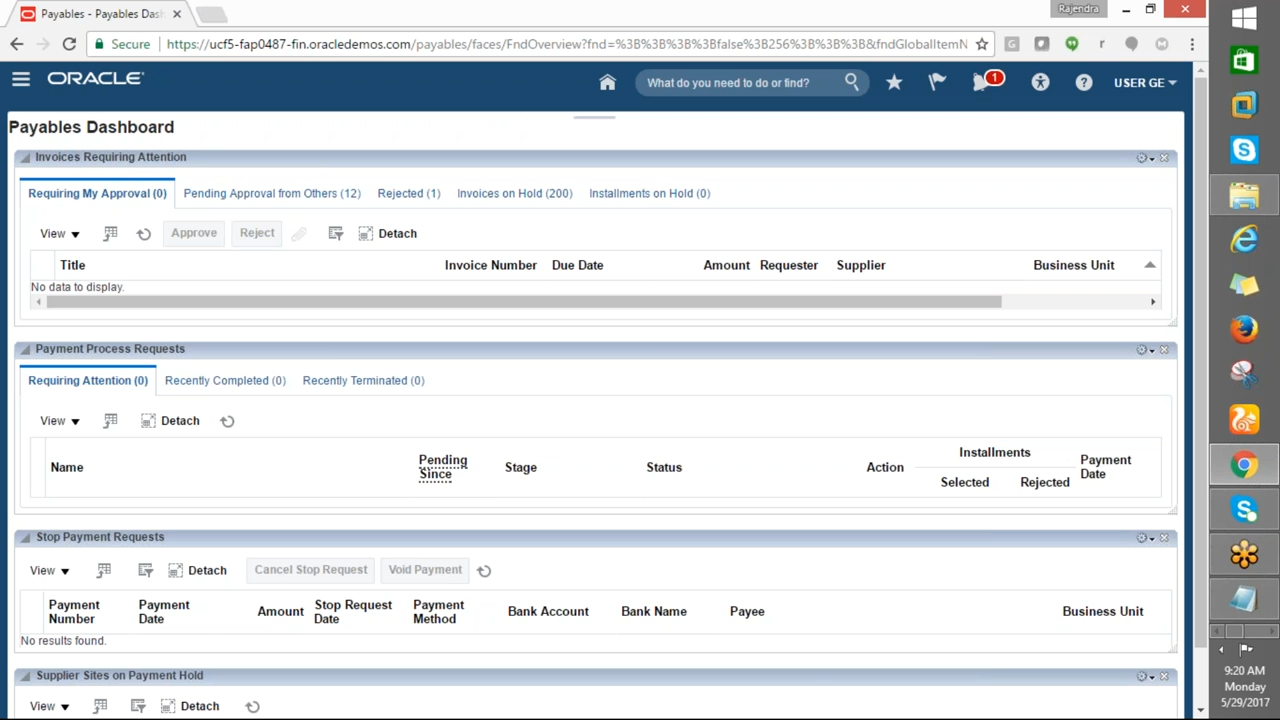 Payables - Payables Das
Rajendra
Secure
https://ucf5-fap0487-fin.oracledemos.com/payables/faces/FndOverview?fnd=%3B%3B%3B%3Bfalse%3B256%3B%3B%3B&fndGlobalItemN
ORACLE
What do you need to do or find?
1
USER GE
Payables Dashboard
Invoices Requiring Attention
Requiring My Approval (0)
Pending Approval from Others (12)
Rejected (1)
Invoices on Hold (200)
Installments on Hold (0)
View
Approve
Reject
Detach
Title
Invoice Number
Due Date
Amount
Requester
Supplier
Business Unit
No data to display.
Payment Process Requests
Requiring Attention (0)
Recently Completed (0)
Recently Terminated (0)
View
Detach
Name
Pending
Since
Stage
Status
Action
Installments
Selected
Rejected
Payment
Date
Stop Payment Requests
View
Detach
Cancel Stop Request
Void Payment
Payment
Number
Payment
Date
Amount
Stop Request
Date
Payment
Method
Bank Account
Bank Name
Payee
Business Unit
No results found.
Supplier Sites on Payment Hold
View
Detach
9:20 AM
Monday
5/29/2017